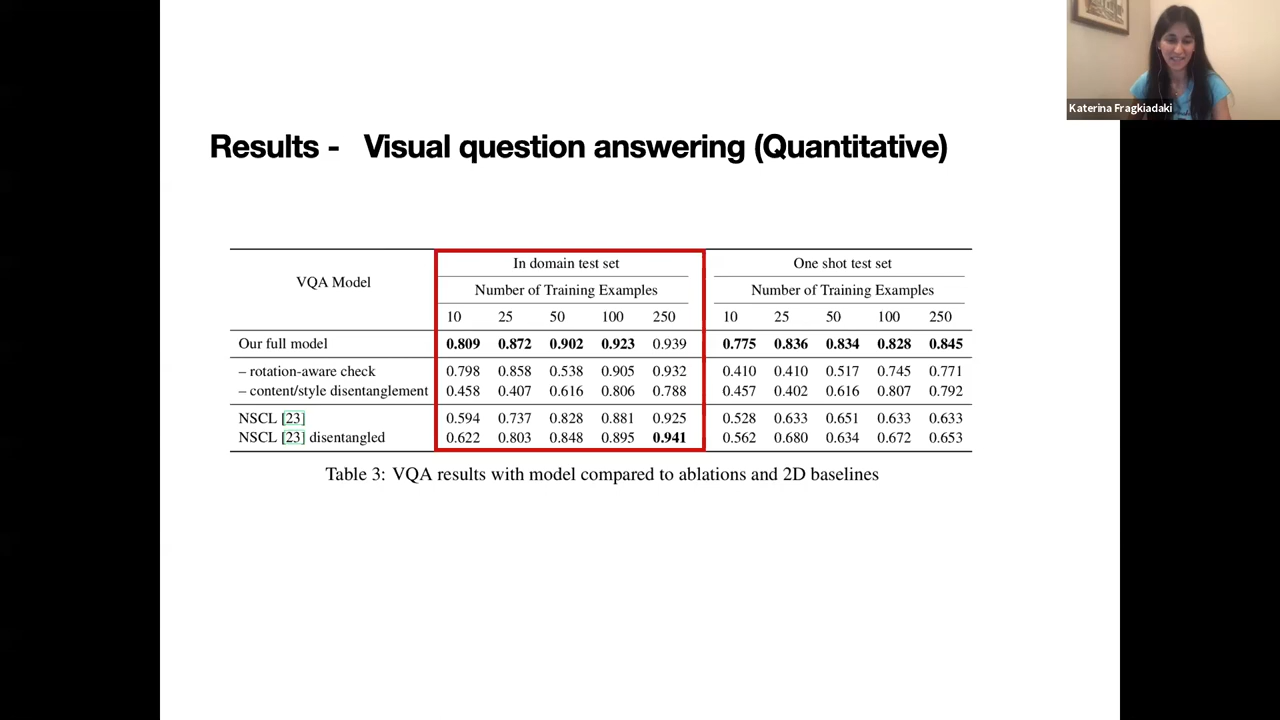 Katerina Fragkiadaki
Results - Visual question answering (Quantitative)
VQA Model
In domain test set
One shot test set
Number of Training Examples
Number of Training Examples
10 25 50 100 250 10 25 50 100 250
Our full model 0.809 0.872 0.902 0.923 0.939 0.775 0.836 0.834 0.828 0.845
– rotation-aware check 0.798 0.858 0.538 0.905 0.932 0.410 0.410 0.517 0.745 0.771
– content/style disentanglement 0.458 0.407 0.616 0.806 0.788 0.457 0.402 0.616 0.807 0.792
NSCL [23] 0.594 0.737 0.828 0.881 0.925 0.528 0.633 0.651 0.633 0.633
NSCL [23] disentangled 0.622 0.803 0.848 0.895 0.941 0.562 0.680 0.634 0.672 0.653
Table 3: VQA results with model compared to ablations and 2D baselines